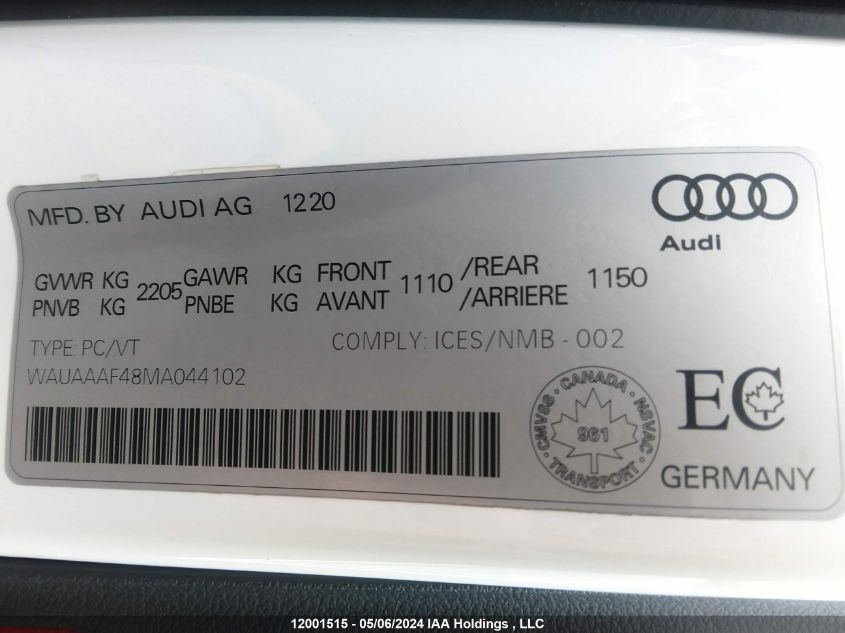 MFD. BY AUDI AG 1220
Audi
GVWR KG 2205 GAWR KG FRONT 1110 /REAR 1150
PNVB KG PNBE KG AVANT /ARRIERE
TYPE: PC/VT COMPLY: ICES/NMB - 002
WAUAAAF48MA044102
CMVSS · CANADA · NSVAC · TRANSPORT ·
961
EC
GERMANY
12001515 - 05/06/2024 IAA Holdings , LLC